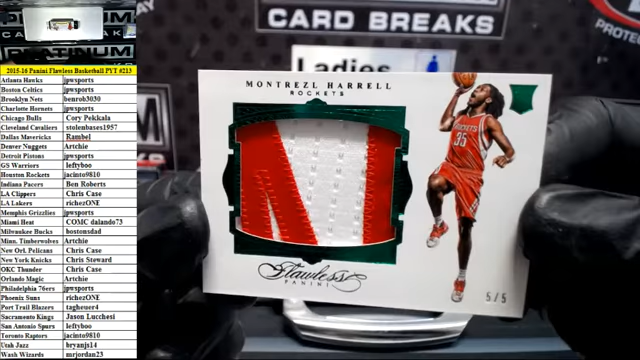 CARD BREAKS
Ladies
PLATINUM
2015-16 Panini Flawless Basketball PYT #213
Atlanta Hawks jpwsports
Boston Celtics jpwsports
Brooklyn Nets benrob3030
Charlotte Hornets jpwsports
Chicago Bulls Cory Pekkala
Cleveland Cavaliers stolenbases1957
Dallas Mavericks Rambel
Denver Nuggets Artchie
Detroit Pistons jpwsports
GS Warriors leftyboo
Houston Rockets jacinto9810
Indiana Pacers Ben Roberts
LA Clippers Chris Case
LA Lakers richezONE
Memphis Grizzlies jpwsports
Miami Heat COMC dalando73
Milwaukee Bucks bostonsdad
Minn. Timberwolves Artchie
New Orl. Pelicans Chris Case
New York Knicks Chris Steward
OKC Thunder Chris Case
Orlando Magic Artchie
Philadelphia 76ers jpwsports
Phoenix Suns richezONE
Port Trail Blazers tagheuer4
Sacramento Kings Jason Lucchesi
San Antonio Spurs leftyboo
Toronto Raptors jacinto9810
Utah Jazz bryanjs14
Wash Wizards mrjordan23
MONTREZL HARRELL
ROCKETS
ROCKETS
35
Flawless
PANINI
5/5